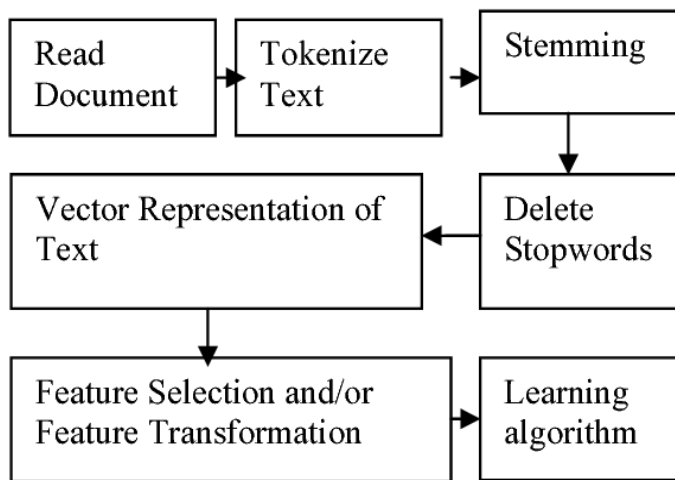 Read
Document
Tokenize
Text
Stemming
Delete
Stopwords
Vector Representation of
Text
Feature Selection and/or
Feature Transformation
Learning
algorithm